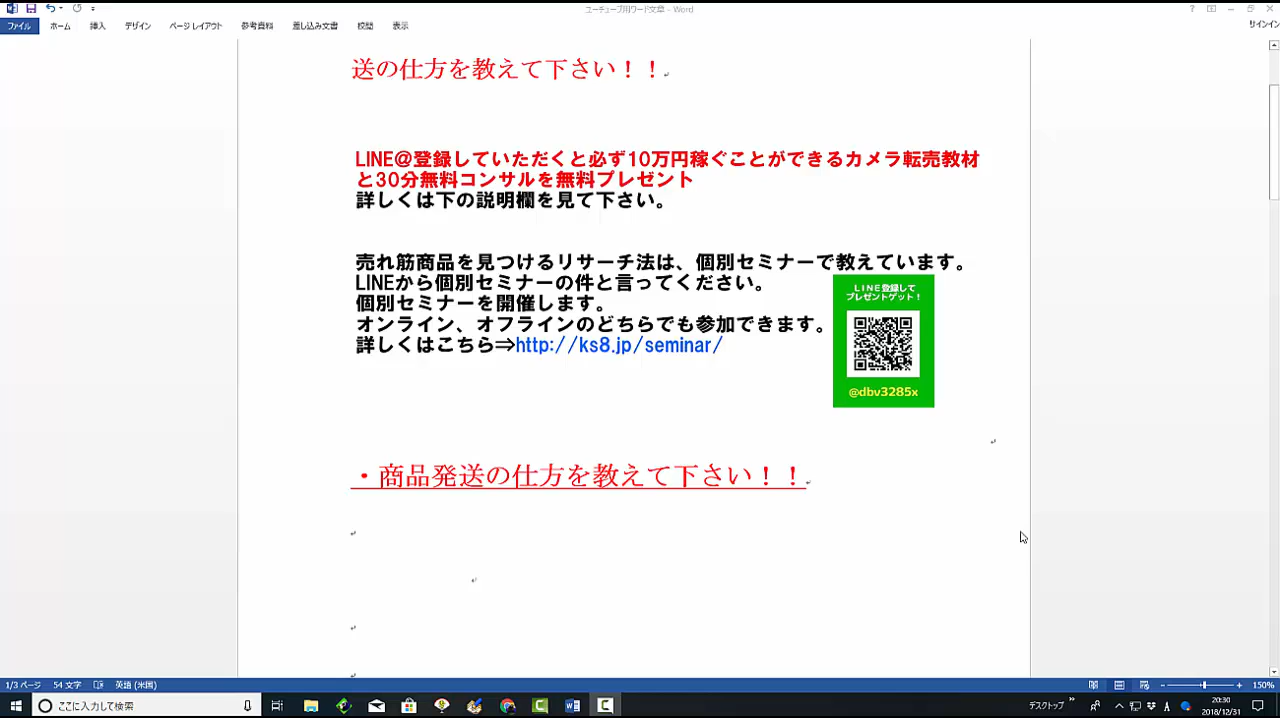 ユーチューブ用ワード文章 - Word
ファイル ホーム 挿入 デザイン ページ レイアウト 参考資料 差し込み文書 校閲 表示 サインイン
送の仕方を教えて下さい！！
LINE@登録していただくと必ず10万円稼ぐことができるカメラ転売教材
と30分無料コンサルを無料プレゼント
詳しくは下の説明欄を見て下さい。
売れ筋商品を見つけるリサーチ法は、個別セミナーで教えています。
LINEから個別セミナーの件と言ってください。
個別セミナーを開催します。
オンライン、オフラインのどちらでも参加できます。
詳しくはこちら⇒http://ks8.jp/seminar/
LINE登録して
プレゼントゲット！
@dbv3285x
・商品発送の仕方を教えて下さい！！
1/3 ページ 54 文字 英語 (米国) 150%
ここに入力して検索 デスクトップ 20:30
2018/12/31